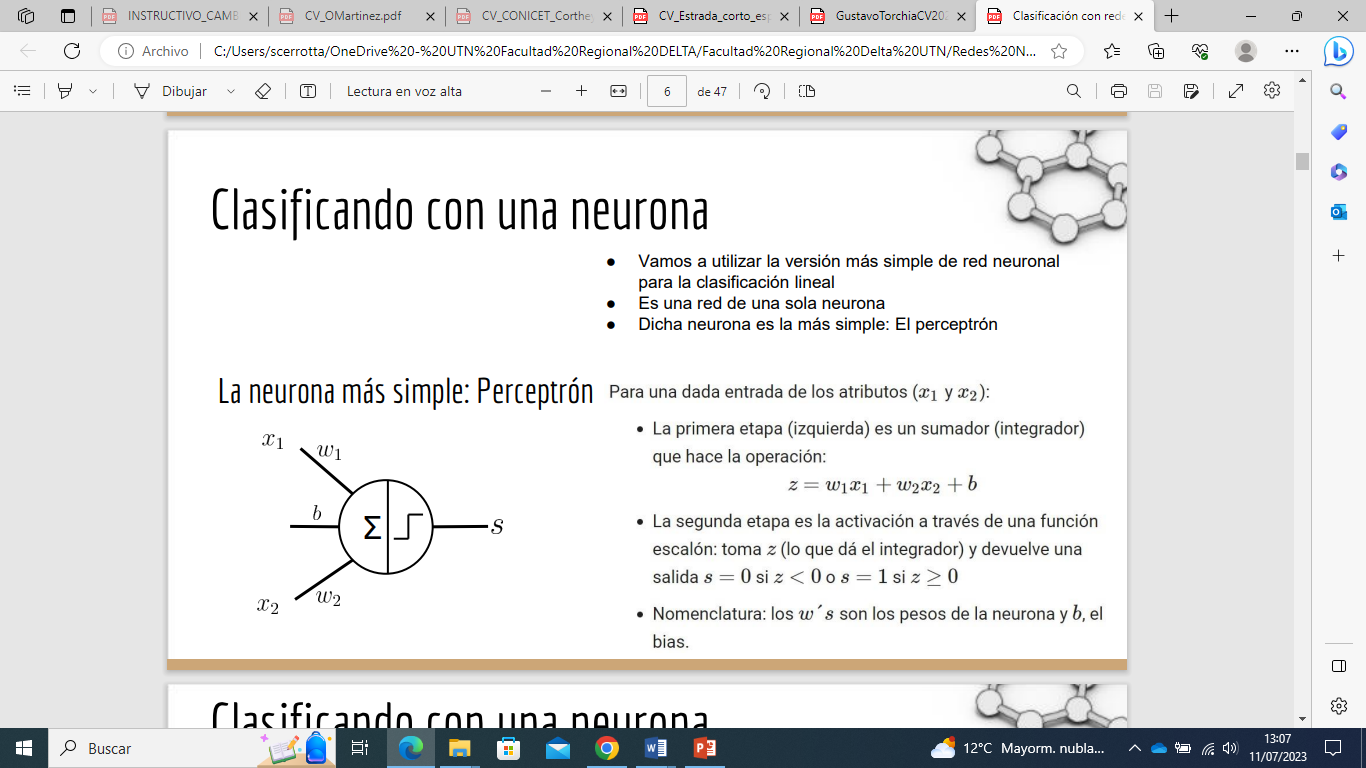 INSTRUCTIVO_CAMB
CV_OMartinez.pdf
CV_CONICET_Corthe
CV_Estrada_corto_esp
GustavoTorchiaCV202
Clasificación con rede
Archivo
C:/Users/scerrotta/OneDrive%20-%20UTN%20Facultad%20Regional%20DELTA/Facultad%20Regional%20Delta%20UTN/Redes%20N...
Dibujar
Lectura en voz alta
6 de 47
Clasificando con una neurona
● Vamos a utilizar la versión más simple de red neuronal
para la clasificación lineal
● Es una red de una sola neurona
● Dicha neurona es la más simple: El perceptrón
La neurona más simple: Perceptrón
x₁
w₁
b
Σ
s
x₂
w₂
Para una dada entrada de los atributos (x₁ y x₂):
• La primera etapa (izquierda) es un sumador (integrador)
que hace la operación:
z = w₁x₁ + w₂x₂ + b
• La segunda etapa es la activación a través de una función
escalón: toma z (lo que dá el integrador) y devuelve una
salida s = 0 si z < 0 o s = 1 si z ≥ 0
• Nomenclatura: los w´s son los pesos de la neurona y b, el
bias.
Clasificando con una neurona
Buscar
12°C Mayorm. nubla...
13:07
11/07/2023